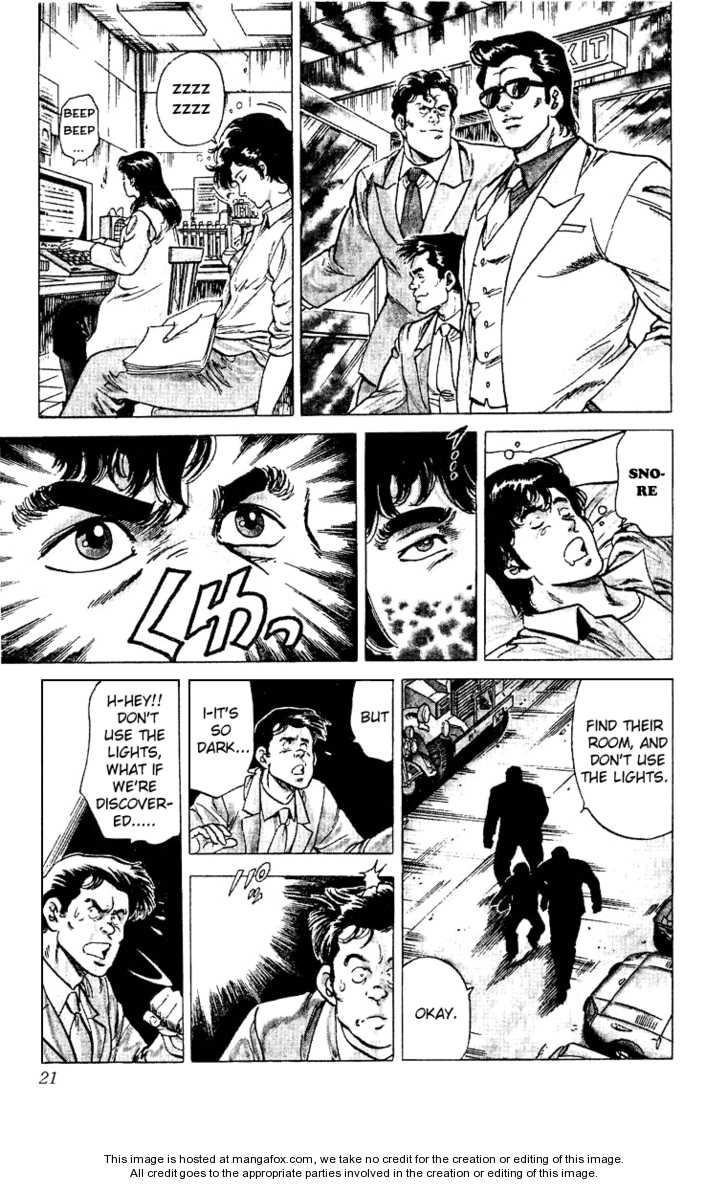 XIT
ZZZZ
ZZZZ
BEEP
BEEP
...
SNO-
RE
くわっ
FIND THEIR
ROOM, AND
DON'T USE
THE LIGHTS.
OKAY.
BUT
I-IT'S
SO
DARK...
H-HEY!!
DON'T
USE THE
LIGHTS,
WHAT IF
WE'RE
DISCOVER-
ED.....
21
This image is hosted at mangafox.com, we take no credit for the creation or editing of this image.
All credit goes to the appropriate parties involved in the creation or editing of this image.